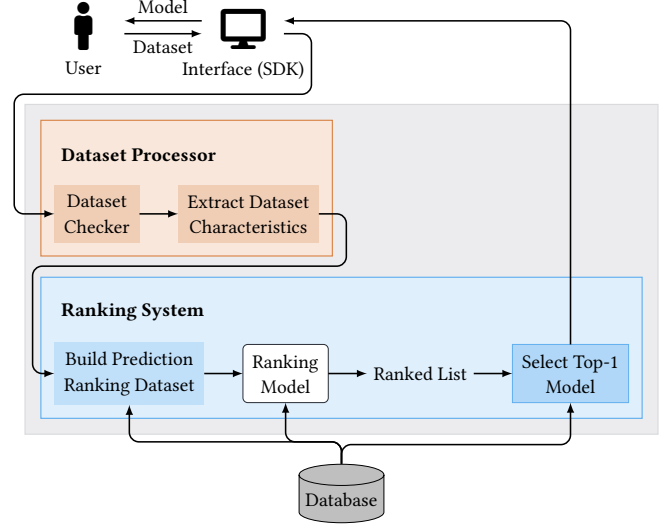 Model
Dataset
User
Interface (SDK)
Dataset Processor
Dataset
Checker
Extract Dataset
Characteristics
Ranking System
Build Prediction
Ranking Dataset
Ranking
Model
Ranked List
Select Top-1
Model
Database